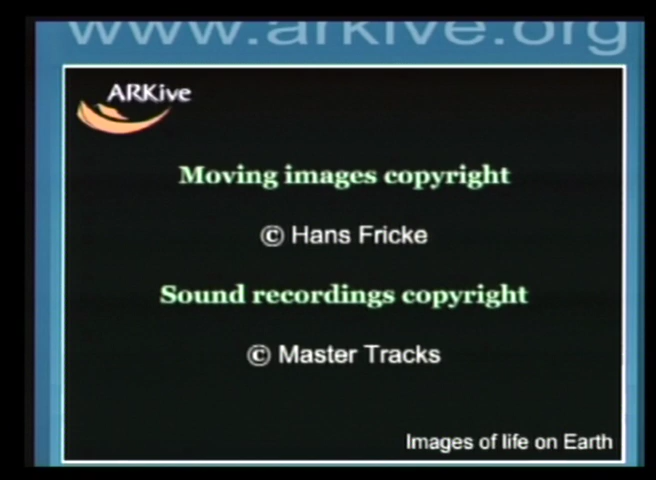 www.arkive.org
ARKive
Moving images copyright
© Hans Fricke
Sound recordings copyright
© Master Tracks
Images of life on Earth